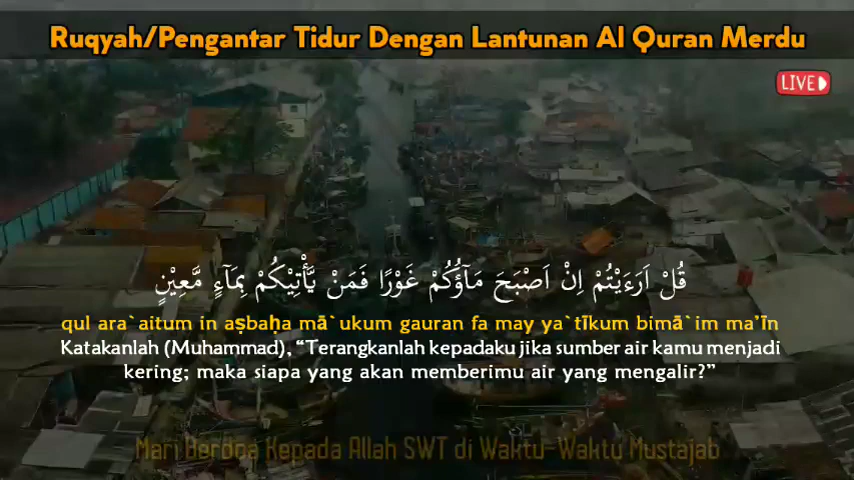 Ruqyah/Pengantar Tidur Dengan Lantunan Al Quran Merdu
LIVE
قُلْ اَرَءَيْتُمْ اِنْ اَصْبَحَ مَاۤؤُكُمْ غَوْرًا فَمَنْ يَّأْتِيْكُمْ بِمَاۤءٍ مَّعِيْنٍ
qul ara`aitum in aṣbaḥa mā`ukum gauran fa may ya`tīkum bimā`im ma’īn
Katakanlah (Muhammad), “Terangkanlah kepadaku jika sumber air kamu menjadi
kering; maka siapa yang akan memberimu air yang mengalir?”
Mari Berdoa Kepada Allah SWT di Waktu-Waktu Mustajab